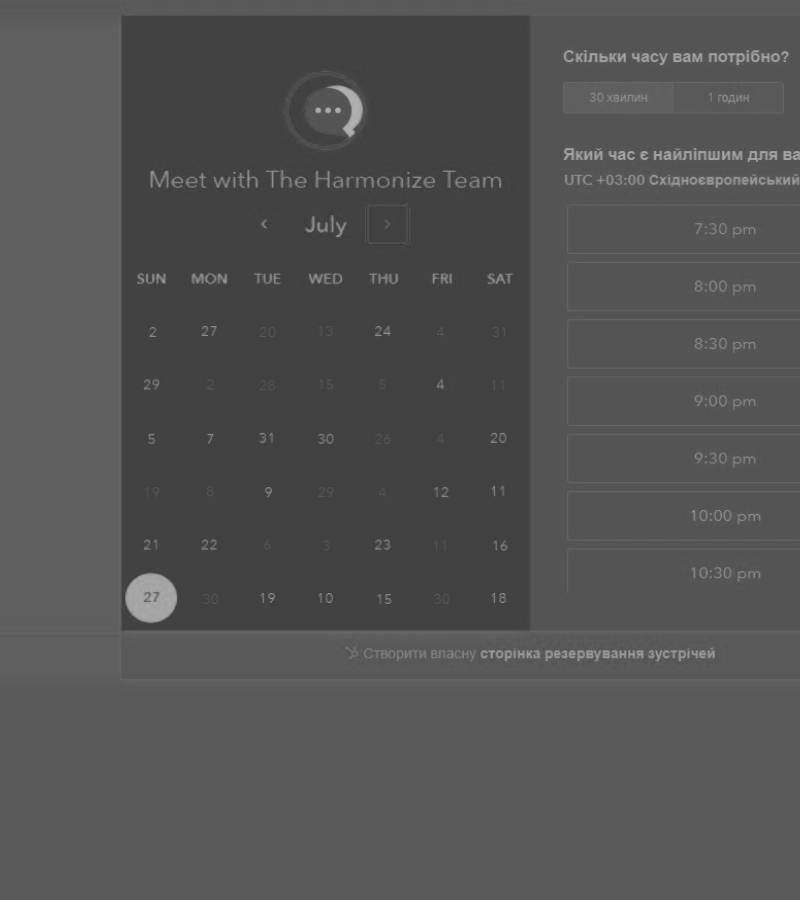 Meet with The Harmonize Team
July
SUN MON TUE WED THU FRI SAT
2 27 20 13 24 4 31
29 2 28 15 5 4 11
5 7 31 30 26 4 20
19 8 9 29 4 12 11
21 22 6 3 23 11 16
27 30 19 10 15 30 18
Скільки часу вам потрібно?
30 хвилин 1 годин
Який час є найліпшим для ва
UTC +03:00 Східноєвропейський
7:30 pm
8:00 pm
8:30 pm
9:00 pm
9:30 pm
10:00 pm
10:30 pm
Створити власну сторінка резервування зустрічей